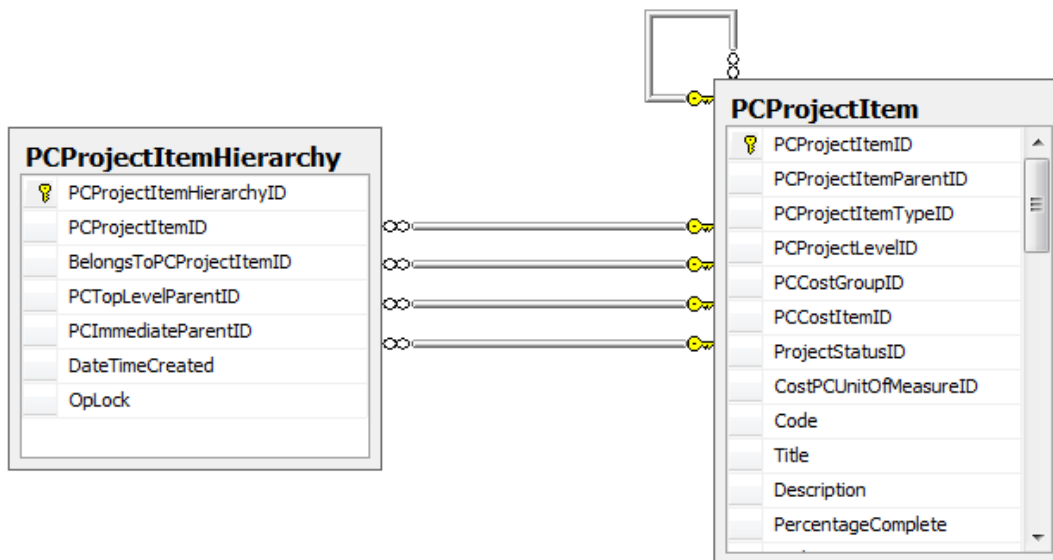 PCProjectItemHierarchy
PCProjectItemHierarchyID
PCProjectItemID
BelongsToPCProjectItemID
PCTopLevelParentID
PCImmediateParentID
DateTimeCreated
OpLock
PCProjectItem
PCProjectItemID
PCProjectItemParentID
PCProjectItemTypeID
PCProjectLevelID
PCCostGroupID
PCCostItemID
ProjectStatusID
CostPCUnitOfMeasureID
Code
Title
Description
PercentageComplete